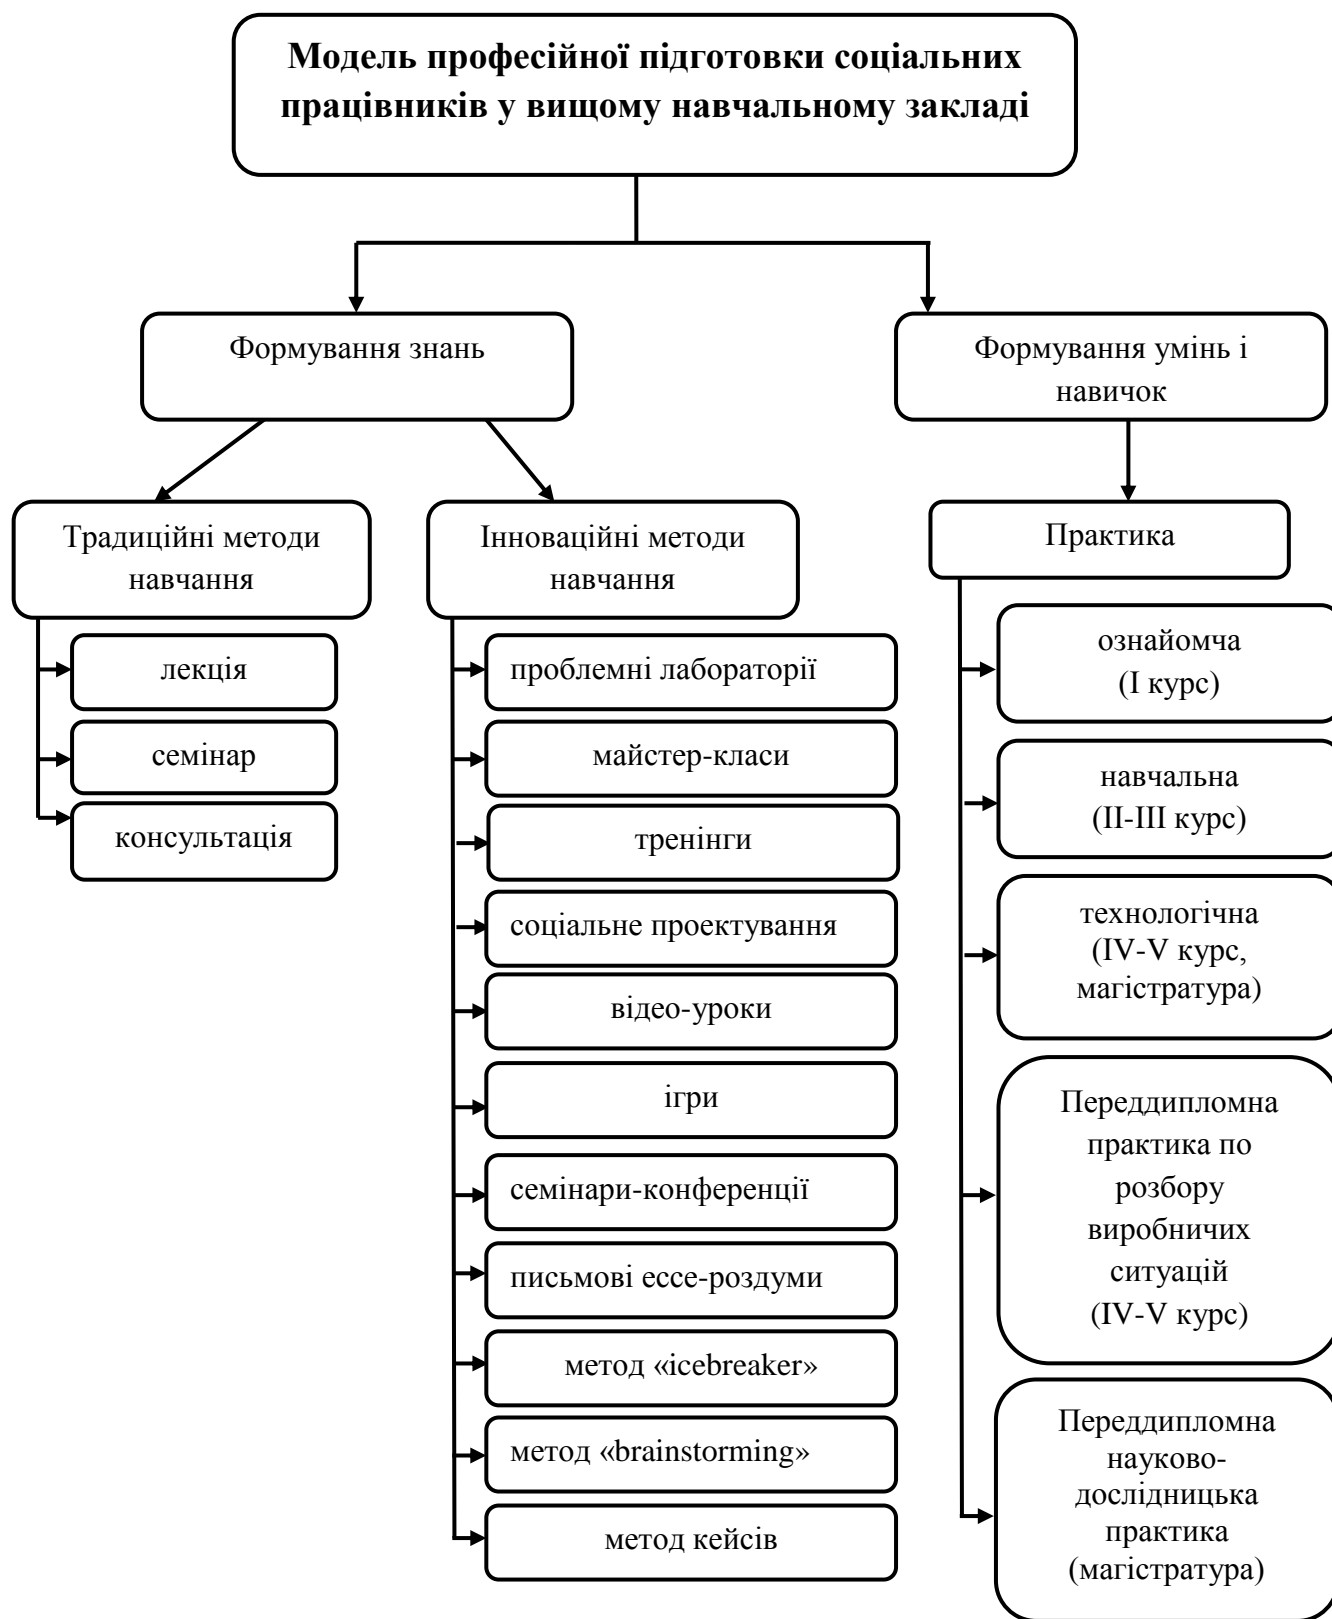 Модель професійної підготовки соціальних
працівників у вищому навчальному закладі
Формування знань
Формування умінь і
навичок
Традиційні методи
навчання
лекція
семінар
консультація
Інноваційні методи
навчання
проблемні лабораторії
майстер-класи
тренінги
соціальне проектування
відео-уроки
ігри
семінари-конференції
письмові ессе-роздуми
метод «icebreaker»
метод «brainstorming»
метод кейсів
Практика
ознайомча
(І курс)
навчальна
(ІІ-ІІІ курс)
технологічна
(IV-V курс,
магістратура)
Переддипломна
практика по
розбору
виробничих
ситуацій
(IV-V курс)
Переддипломна
науково-
дослідницька
практика
(магістратура)